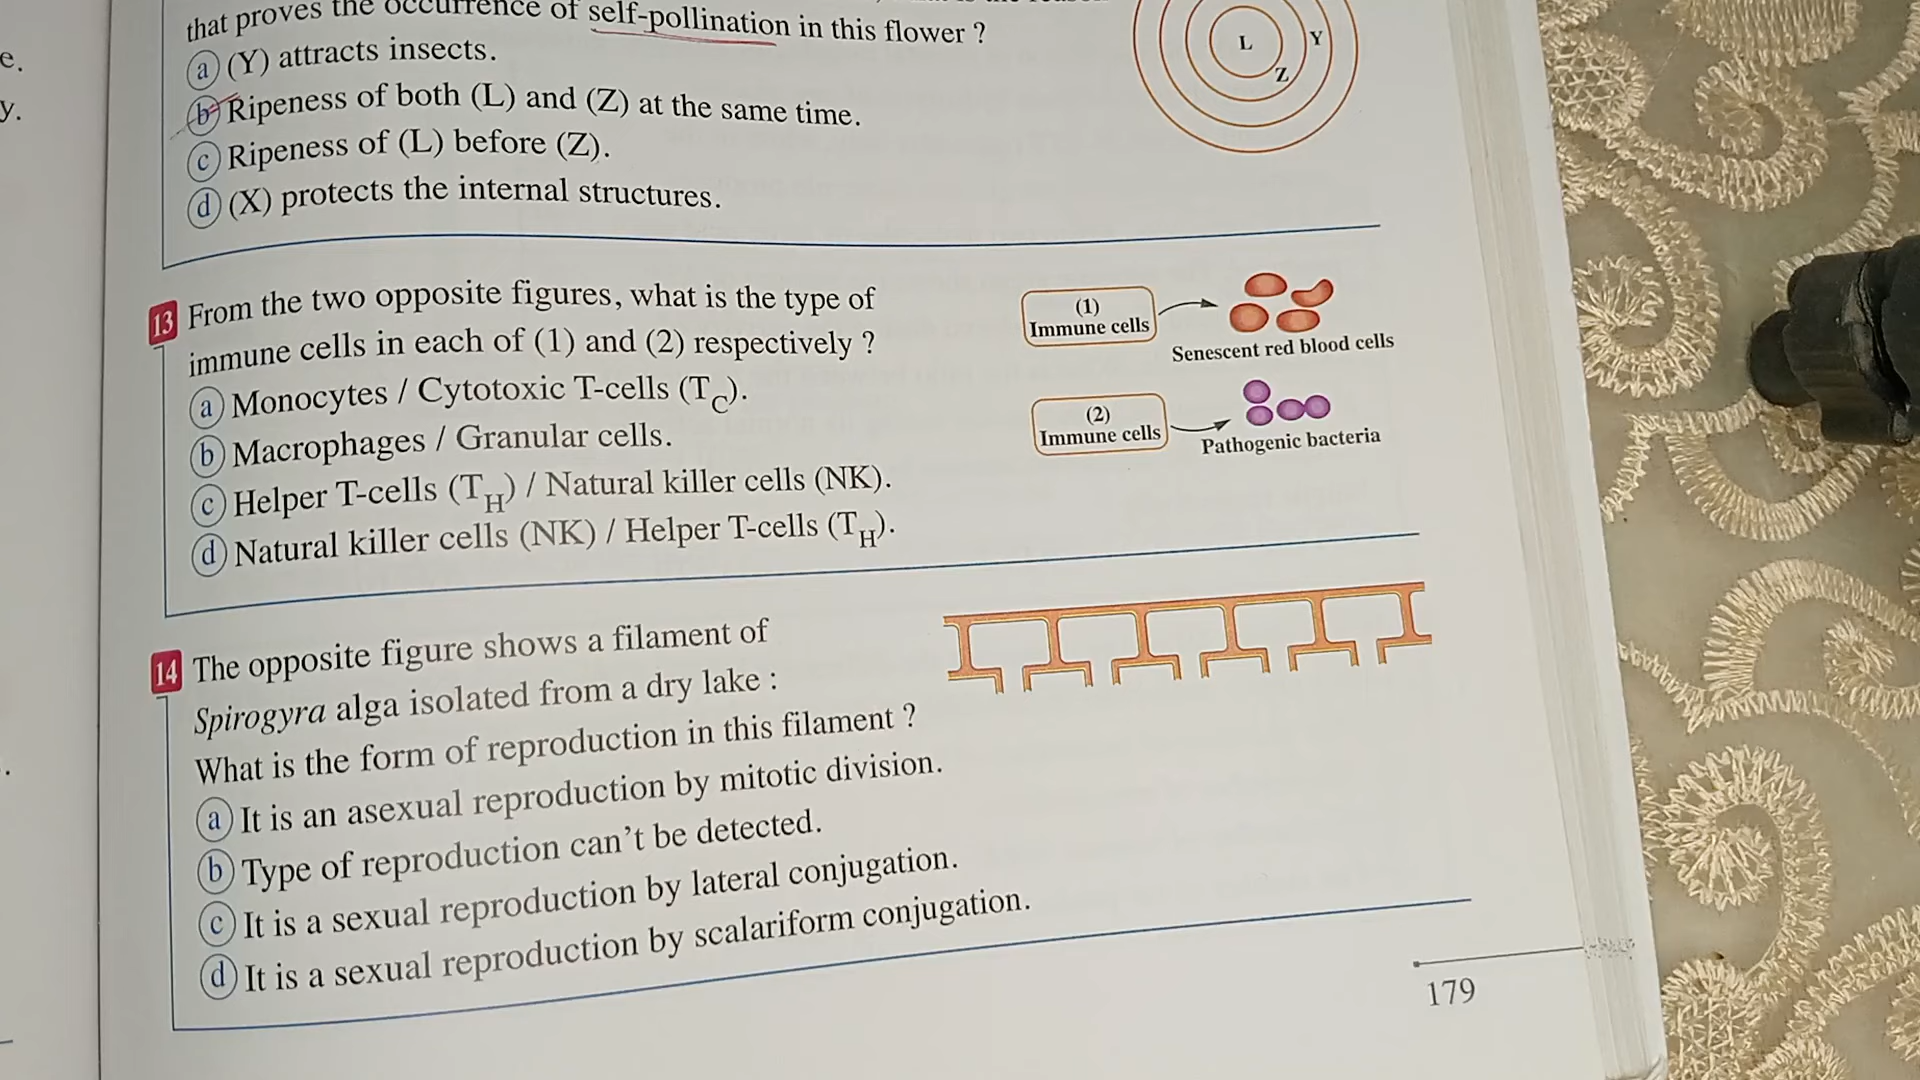 e.
y.
that proves the occurrence of self-pollination in this flower ?
a (Y) attracts insects.
b Ripeness of both (L) and (Z) at the same time.
c Ripeness of (L) before (Z).
d (X) protects the internal structures.
L
Y
Z
13 From the two opposite figures, what is the type of
immune cells in each of (1) and (2) respectively ?
a Monocytes / Cytotoxic T-cells (TC).
b Macrophages / Granular cells.
c Helper T-cells (TH) / Natural killer cells (NK).
d Natural killer cells (NK) / Helper T-cells (TH).
(1)
Immune cells
Senescent red blood cells
(2)
Immune cells
Pathogenic bacteria
14 The opposite figure shows a filament of
Spirogyra alga isolated from a dry lake :
What is the form of reproduction in this filament ?
a It is an asexual reproduction by mitotic division.
b Type of reproduction can't be detected.
c It is a sexual reproduction by lateral conjugation.
d It is a sexual reproduction by scalariform conjugation.
179